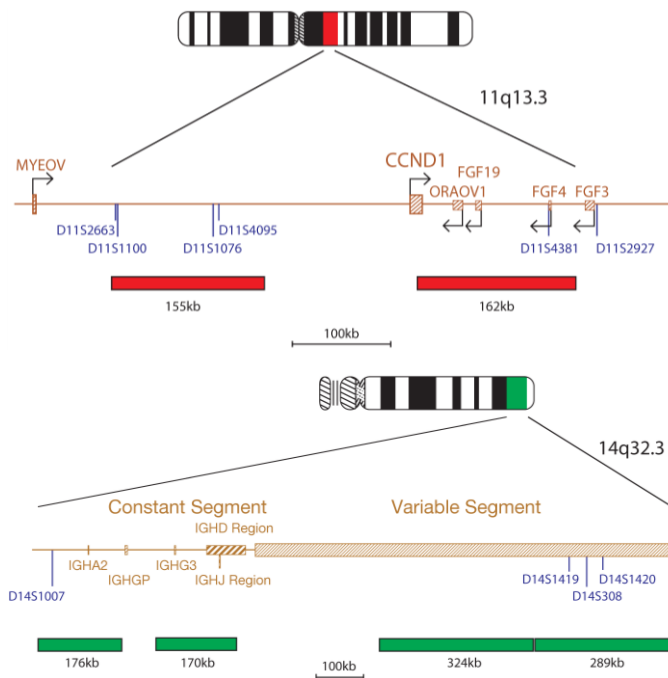 11q13.3
MYEOV
CCND1
FGF19
ORAOV1
FGF4
FGF3
D11S2663
D11S4095
D11S1100
D11S1076
D11S4381
D11S2927
155kb
162kb
100kb
14q32.3
Constant Segment
Variable Segment
IGHD Region
IGHA2
IGHG3
IGHGP
IGHJ Region
D14S1007
D14S1419
D14S1420
D14S308
176kb
170kb
100kb
324kb
289kb